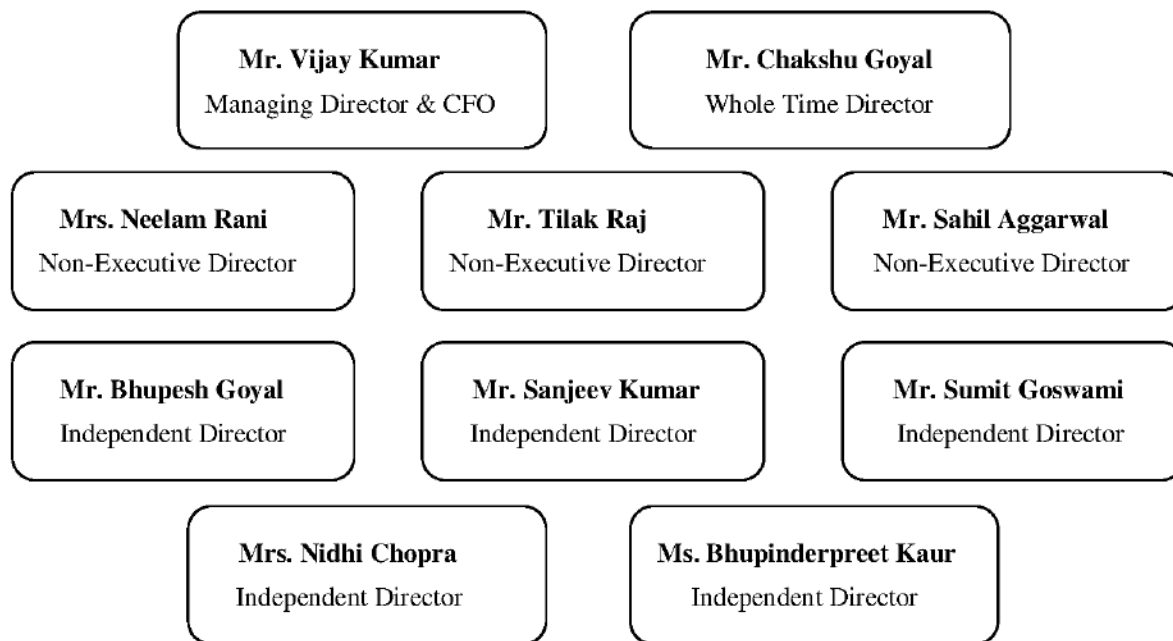 Mr. Vijay Kumar
Managing Director & CFO
Mr. Chakshu Goyal
Whole Time Director
Mrs. Neelam Rani
Non-Executive Director
Mr. Tilak Raj
Non-Executive Director
Mr. Sahil Aggarwal
Non-Executive Director
Mr. Bhupesh Goyal
Independent Director
Mr. Sanjeev Kumar
Independent Director
Mr. Sumit Goswami
Independent Director
Mrs. Nidhi Chopra
Independent Director
Ms. Bhupinderpreet Kaur
Independent Director